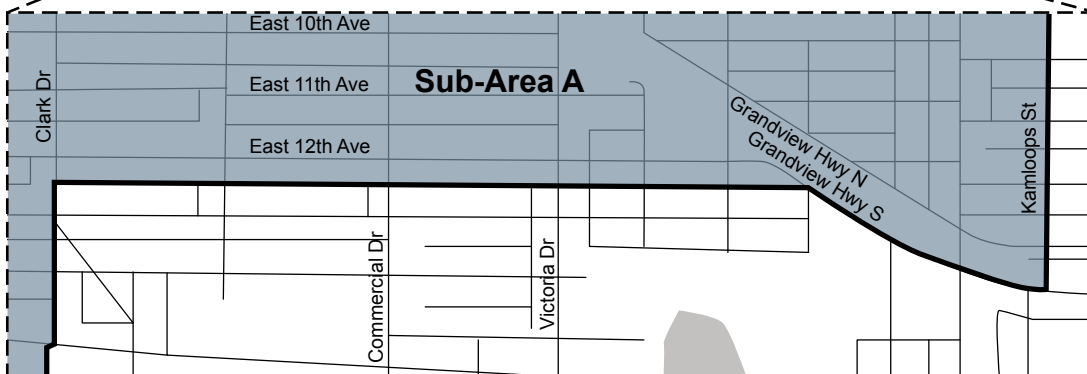 East 10th Ave
East 11th Ave
Sub-Area A
Clark Dr
East 12th Ave
Grandview Hwy N
Grandview Hwy S
Kamloops St
Commercial Dr
Victoria Dr